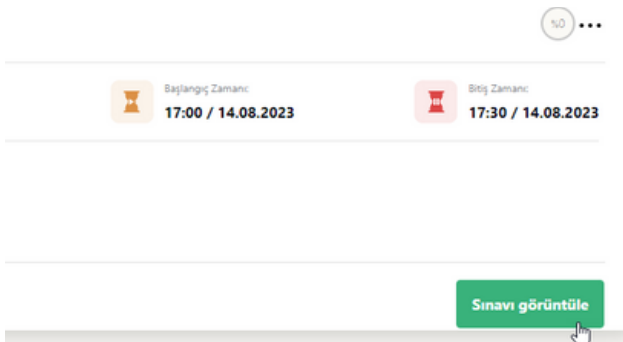 %0
Başlangıç Zamanı:
17:00 / 14.08.2023
Bitiş Zamanı:
17:30 / 14.08.2023
Sınavı görüntüle